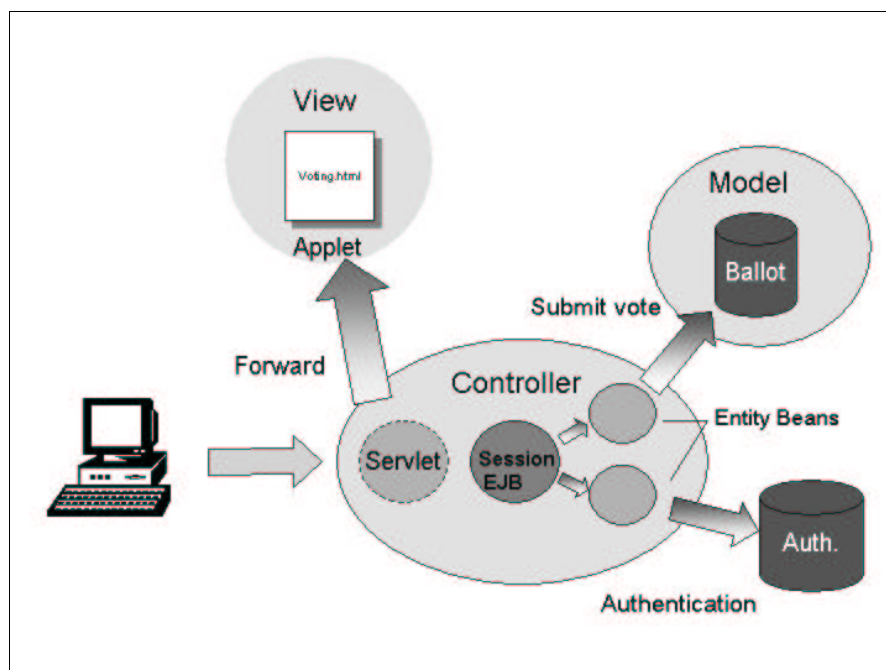 View
Voting.html
Applet
Model
Ballot
Submit vote
Forward
Controller
Entity Beans
Servlet
Session
EJB
Auth.
Authentication